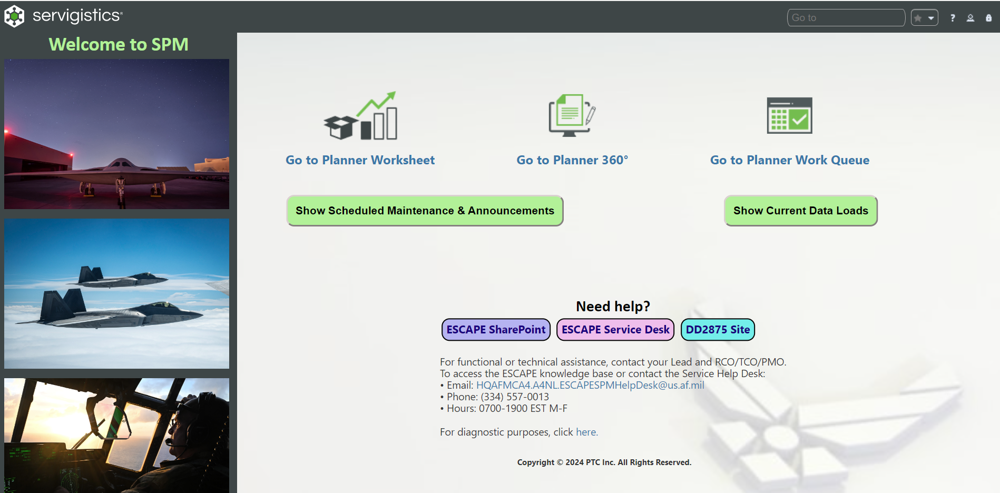 servigistics®
Go to
?
Welcome to SPM
Go to Planner Worksheet
Go to Planner 360°
Go to Planner Work Queue
Show Scheduled Maintenance & Announcements
Show Current Data Loads
Need help?
ESCAPE SharePoint
ESCAPE Service Desk
DD2875 Site
For functional or technical assistance, contact your Lead and RCO/TCO/PMO.
To access the ESCAPE knowledge base or contact the Service Help Desk:
• Email: HQAFMCA4.A4NL.ESCAPESPMHelpDesk@us.af.mil
• Phone: (334) 557-0013
• Hours: 0700-1900 EST M-F
For diagnostic purposes, click here.
Copyright © 2024 PTC Inc. All Rights Reserved.